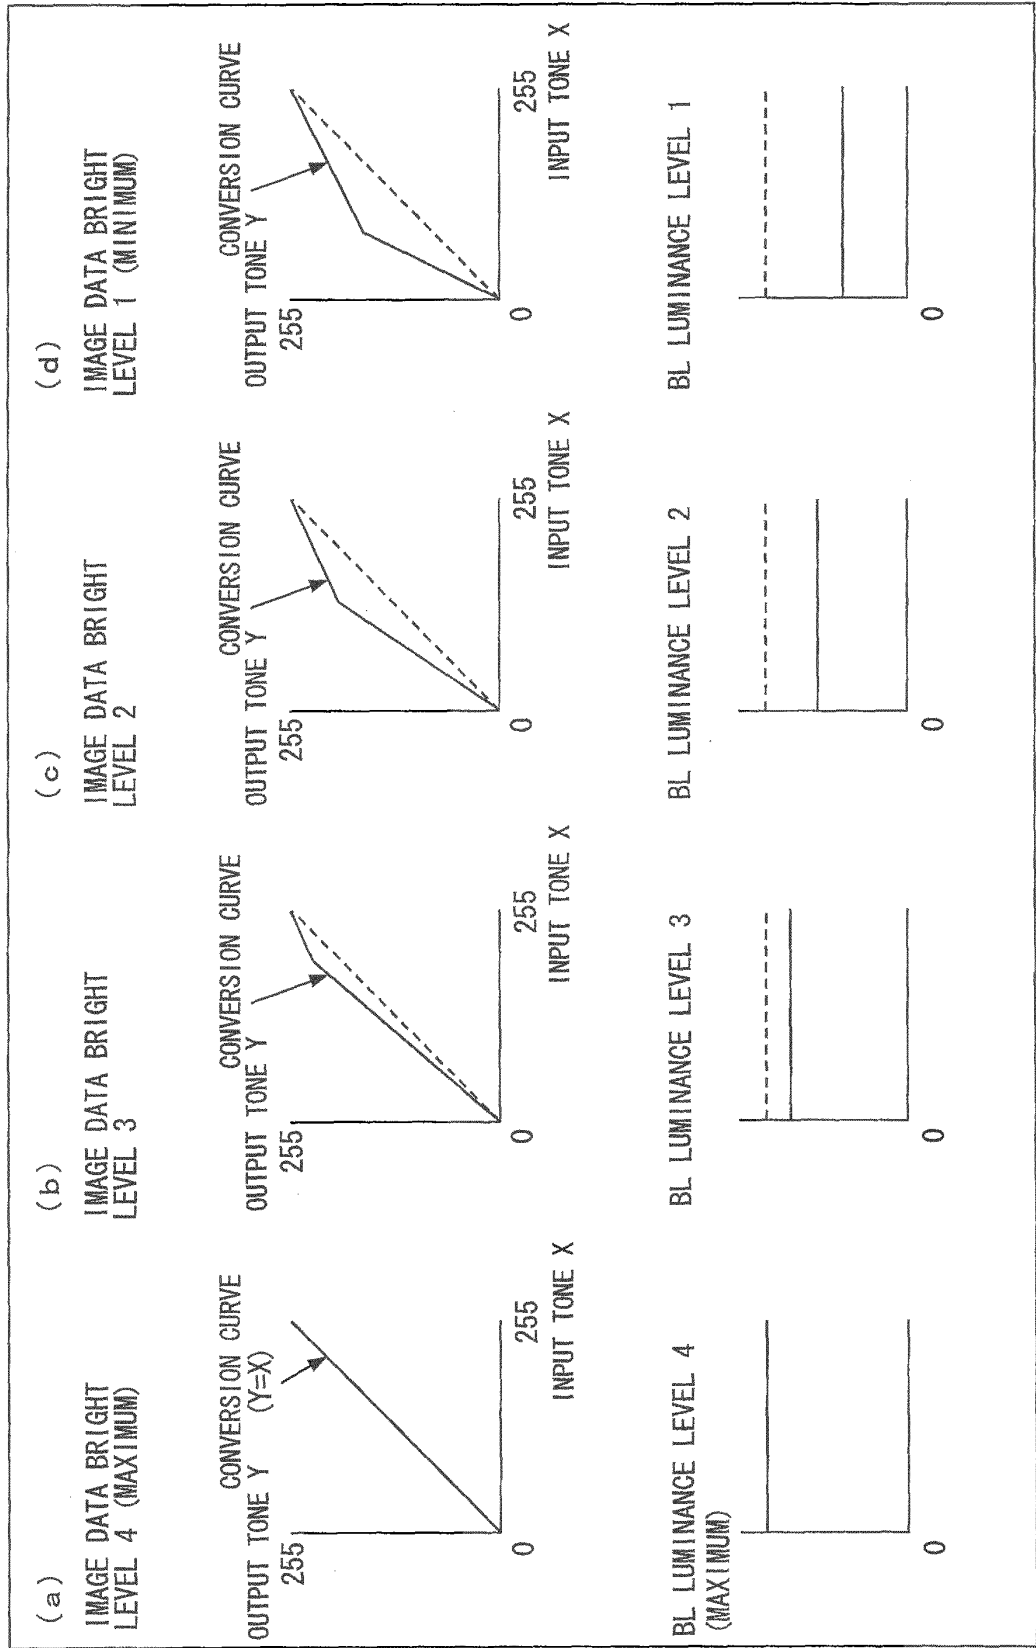 (a)
IMAGE DATA BRIGHT
LEVEL 4 (MAXIMUM)
CONVERSION CURVE
OUTPUT TONE Y (Y=X)
255
0
255
INPUT TONE X
BL LUMINANCE LEVEL 4
(MAXIMUM)
0
(b)
IMAGE DATA BRIGHT
LEVEL 3
CONVERSION CURVE
OUTPUT TONE Y
255
0
255
INPUT TONE X
BL LUMINANCE LEVEL 3
0
(c)
IMAGE DATA BRIGHT
LEVEL 2
CONVERSION CURVE
OUTPUT TONE Y
255
0
255
INPUT TONE X
BL LUMINANCE LEVEL 2
0
(d)
IMAGE DATA BRIGHT
LEVEL 1 (MINIMUM)
CONVERSION CURVE
OUTPUT TONE Y
255
0
255
INPUT TONE X
BL LUMINANCE LEVEL 1
0